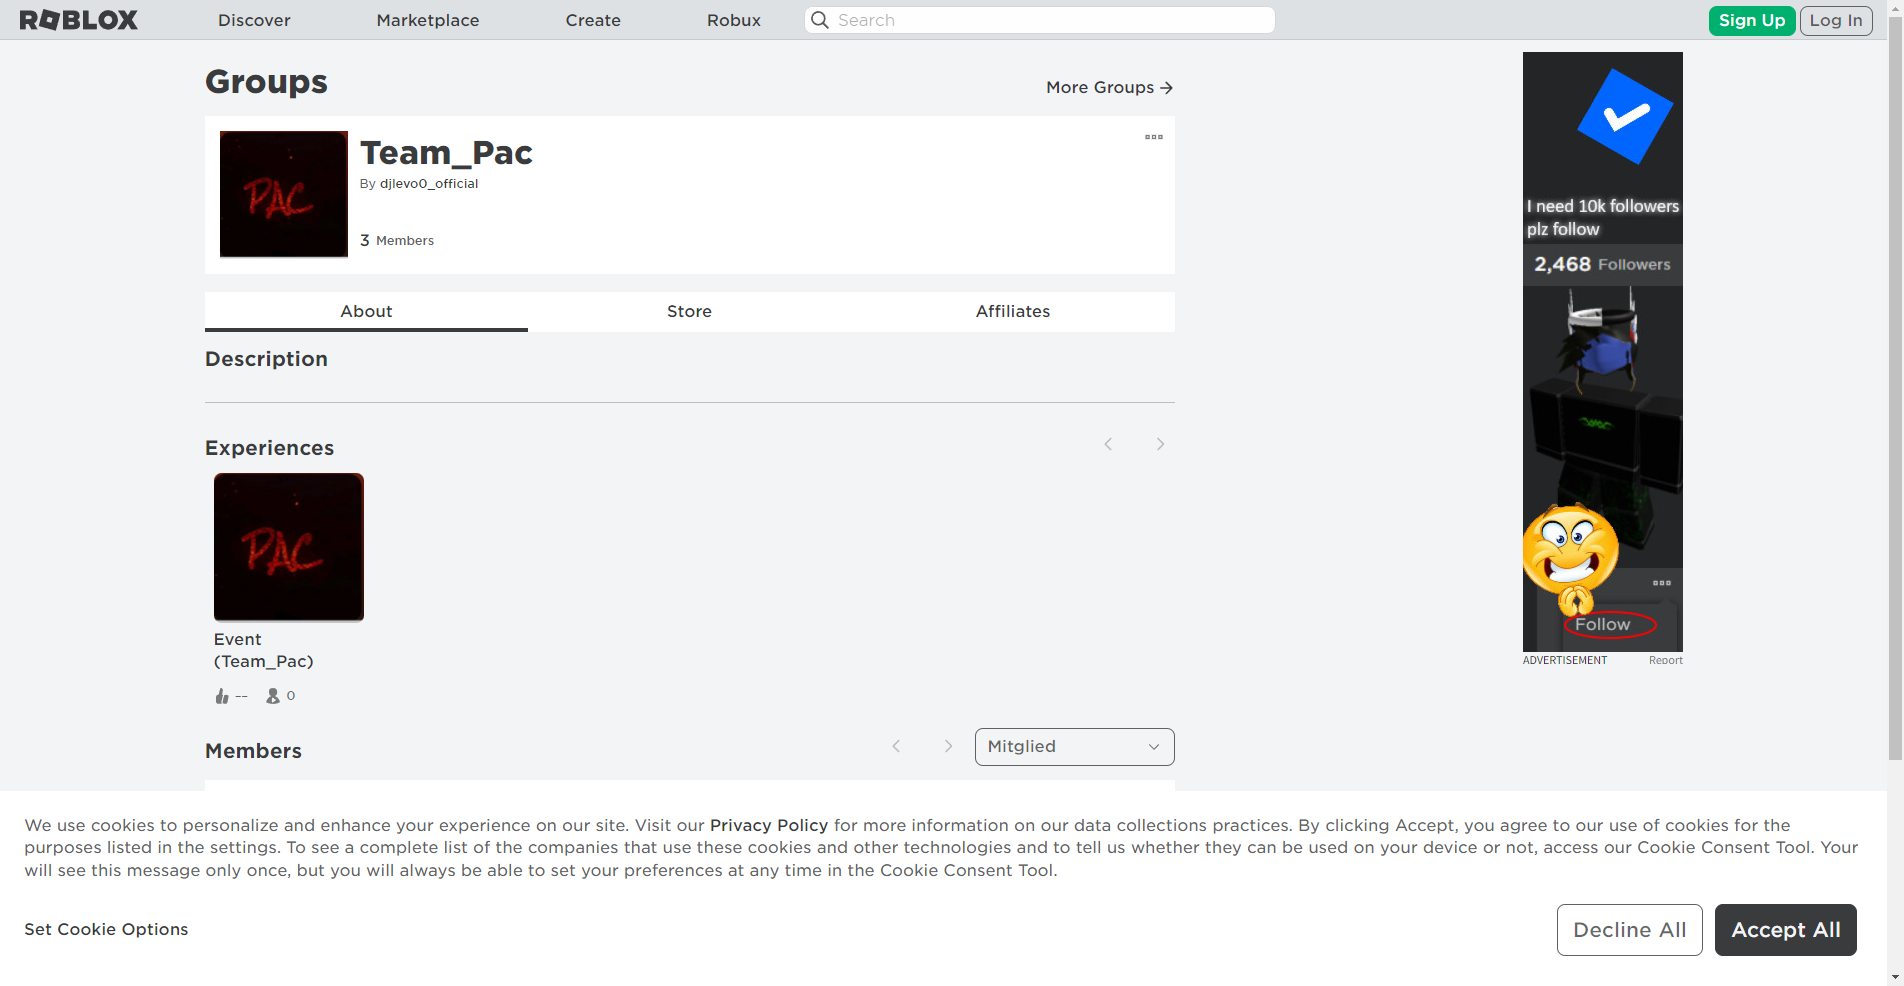 ROBLOX Discover Marketplace Create Robux Search Sign Up Log In
Groups
More Groups
PAC
Team_Pac
By djlevo0_official
3 Members
About Store Affiliates
Description
Experiences
PAC
Event
(Team_Pac)
-- 0
Members
Mitglied
I need 10k followers
plz follow
2,468 Followers
Follow
ADVERTISEMENT Report
We use cookies to personalize and enhance your experience on our site. Visit our Privacy Policy for more information on our data collections practices. By clicking Accept, you agree to our use of cookies for the
purposes listed in the settings. To see a complete list of the companies that use these cookies and other technologies and to tell us whether they can be used on your device or not, access our Cookie Consent Tool. Your
will see this message only once, but you will always be able to set your preferences at any time in the Cookie Consent Tool.
Set Cookie Options
Decline All Accept All